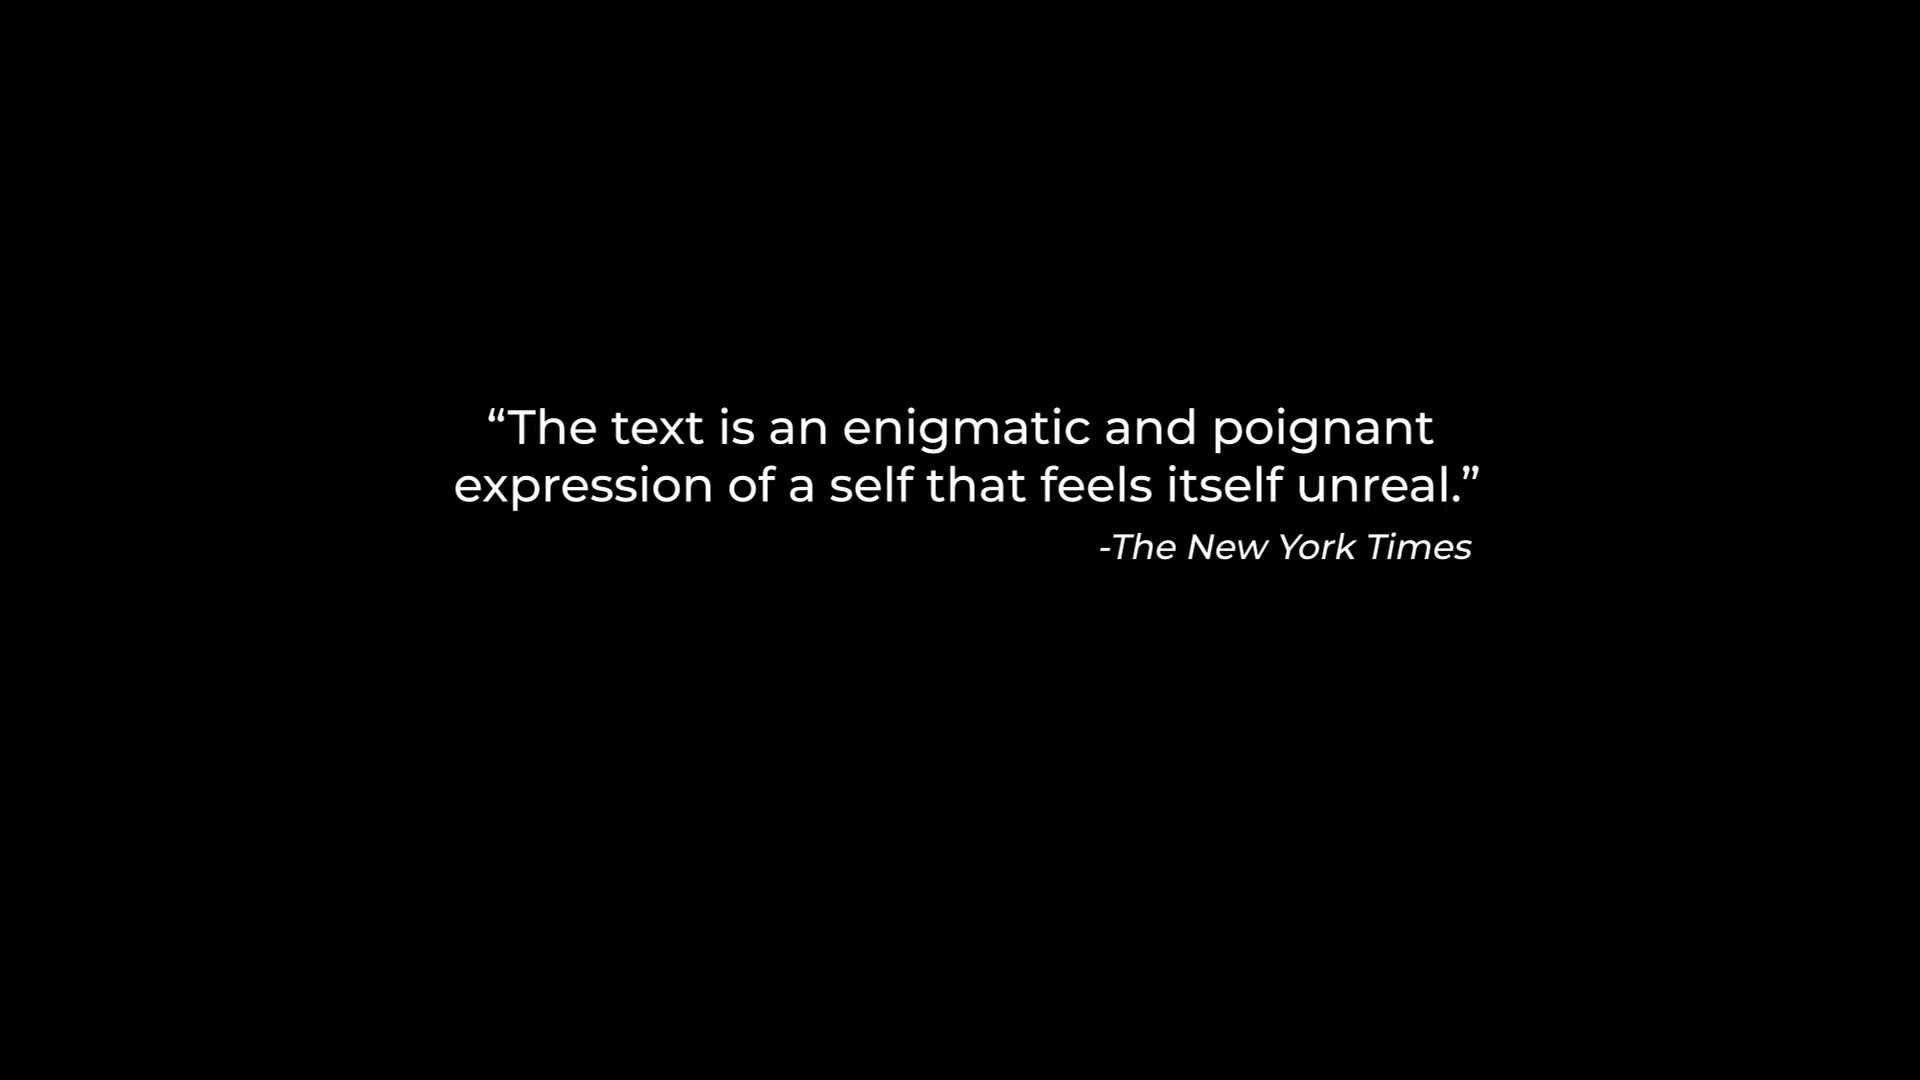 “The text is an enigmatic and poignant
expression of a self that feels itself unreal.”
-The New York Times